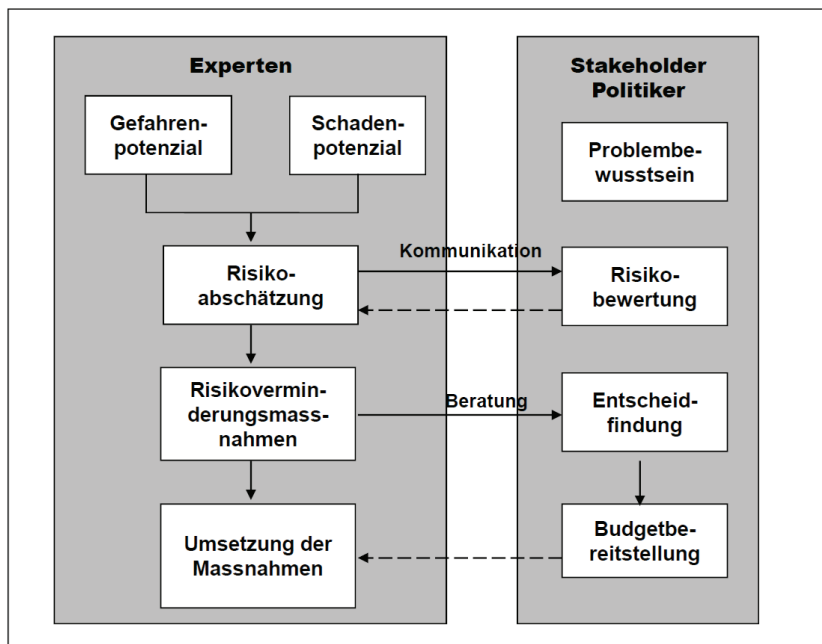 Experten
Gefahren-
potenzial
Schaden-
potenzial
Risiko-
abschätzung
Risikovermin-
derungsmass-
nahmen
Umsetzung der
Massnahmen
Kommunikation
Beratung
Stakeholder
Politiker
Problembe-
wusstsein
Risiko-
bewertung
Entscheid-
findung
Budgetbe-
reitstellung